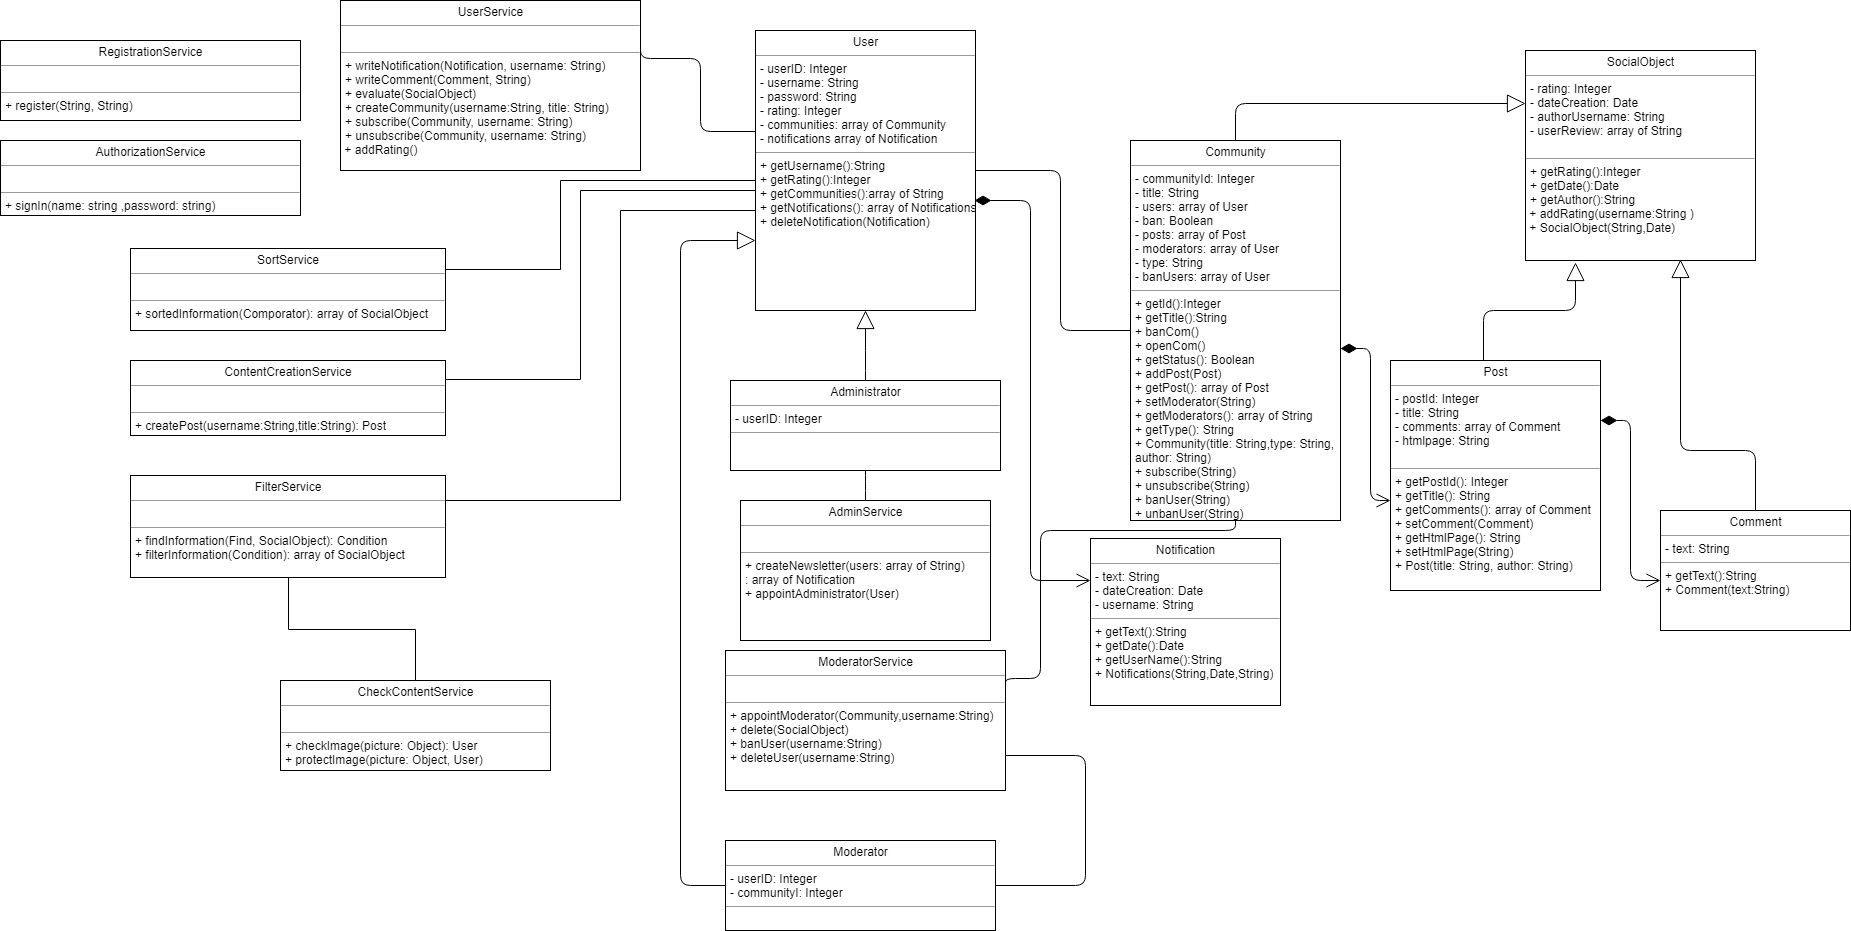 RegistrationService
+ register(String, String)
AuthorizationService
+ signIn(name: string ,password: string)
UserService
+ writeNotification(Notification, username: String)
+ writeComment(Comment, String)
+ evaluate(SocialObject)
+ createCommunity(username:String, title: String)
+ subscribe(Community, username: String)
+ unsubscribe(Community, username: String)
+ addRating()
SortService
+ sortedInformation(Comporator): array of SocialObject
ContentCreationService
+ createPost(username:String,title:String): Post
FilterService
+ findInformation(Find, SocialObject): Condition
+ filterInformation(Condition): array of SocialObject
CheckContentService
+ checkImage(picture: Object): User
+ protectImage(picture: Object, User)
User
- userID: Integer
- username: String
- password: String
- rating: Integer
- communities: array of Community
- notifications array of Notification
+ getUsername():String
+ getRating():Integer
+ getCommunities():array of String
+ getNotifications(): array of Notifications
+ deleteNotification(Notification)
Administrator
- userID: Integer
AdminService
+ createNewsletter(users: array of String)
: array of Notification
+ appointAdministrator(User)
ModeratorService
+ appointModerator(Community,username:String)
+ delete(SocialObject)
+ banUser(username:String)
+ deleteUser(username:String)
Moderator
- userID: Integer
- communityI: Integer
Community
- communityId: Integer
- title: String
- users: array of User
- ban: Boolean
- posts: array of Post
- moderators: array of User
- type: String
- banUsers: array of User
+ getId():Integer
+ getTitle():String
+ banCom()
+ openCom()
+ getStatus(): Boolean
+ addPost(Post)
+ getPost(): array of Post
+ setModerator(String)
+ getModerators(): array of String
+ getType(): String
+ Community(title: String,type: String,
author: String)
+ subscribe(String)
+ unsubscribe(String)
+ banUser(String)
+ unbanUser(String)
Notification
- text: String
- dateCreation: Date
- username: String
+ getText():String
+ getDate():Date
+ getUserName():String
+ Notifications(String,Date,String)
SocialObject
- rating: Integer
- dateCreation: Date
- authorUsername: String
- userReview: array of String
+ getRating():Integer
+ getDate():Date
+ getAuthor():String
+ addRating(username:String )
+ SocialObject(String,Date)
Post
- postId: Integer
- title: String
- comments: array of Comment
- htmlpage: String
+ getPostId(): Integer
+ getTitle(): String
+ getComments(): array of Comment
+ setComment(Comment)
+ getHtmlPage(): String
+ setHtmlPage(String)
+ Post(title: String, author: String)
Comment
- text: String
+ getText():String
+ Comment(text:String)